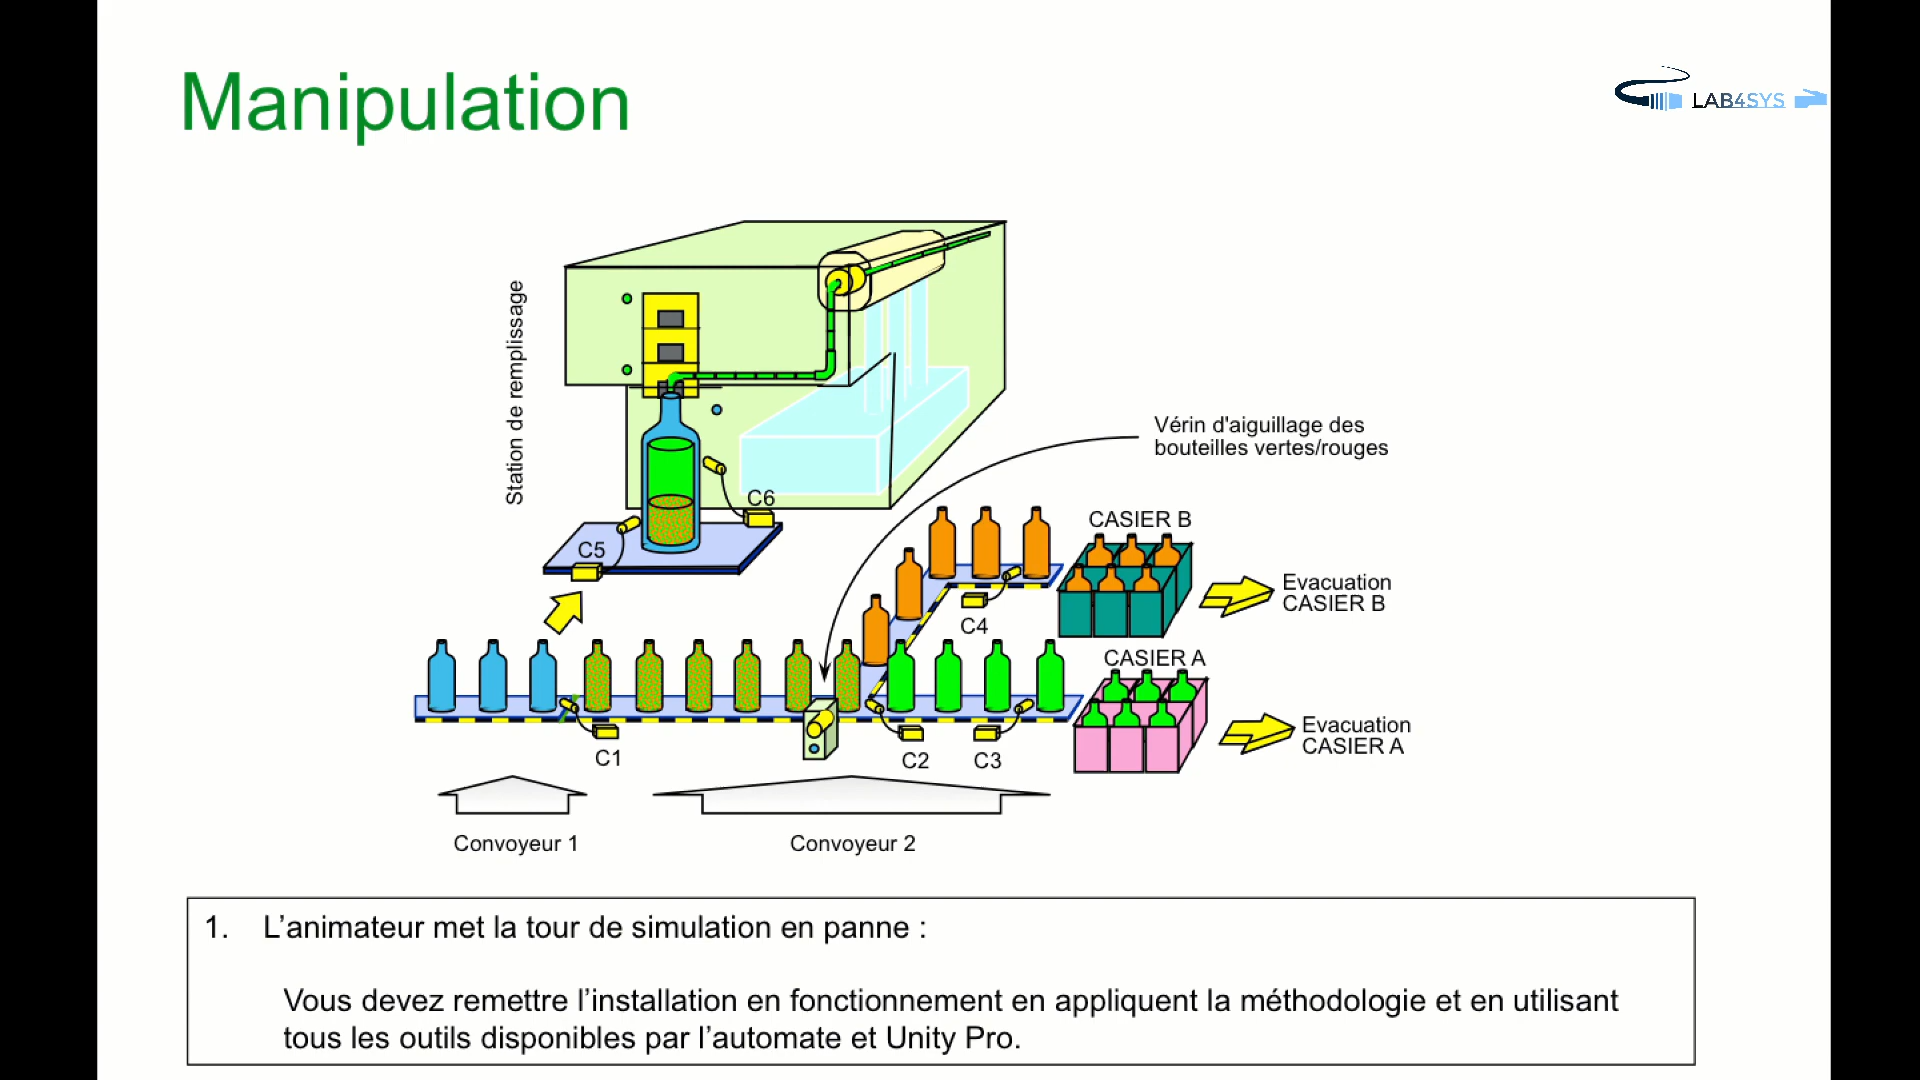 Manipulation
LAB4SYS
Station de remplissage
Vérin d'aiguillage des
bouteilles vertes/rouges
C6
C5
CASIER B
Evacuation
CASIER B
C4
CASIER A
Evacuation
CASIER A
C1
C2
C3
Convoyeur 1
Convoyeur 2
1. L’animateur met la tour de simulation en panne :
Vous devez remettre l’installation en fonctionnement en appliquent la méthodologie et en utilisant
tous les outils disponibles par l’automate et Unity Pro.